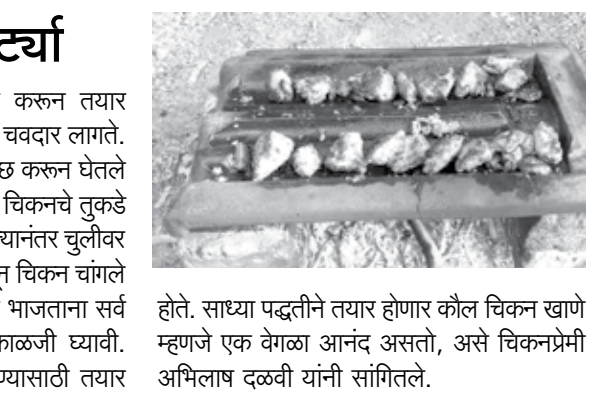 र्ट्या
करून तयार
चवदार लागते.
छ करून घेतले
चिकनचे तुकडे
त्यानंतर चुलीवर
चिकन चांगले
भाजताना सर्व
काळजी घ्यावी.
ण्यासाठी तयार
होते. साध्या पद्धतीने तयार होणार कौल चिकन खाणे
म्हणजे एक वेगळा आनंद असतो, असे चिकनप्रेमी
अभिलाष दळवी यांनी सांगितले.